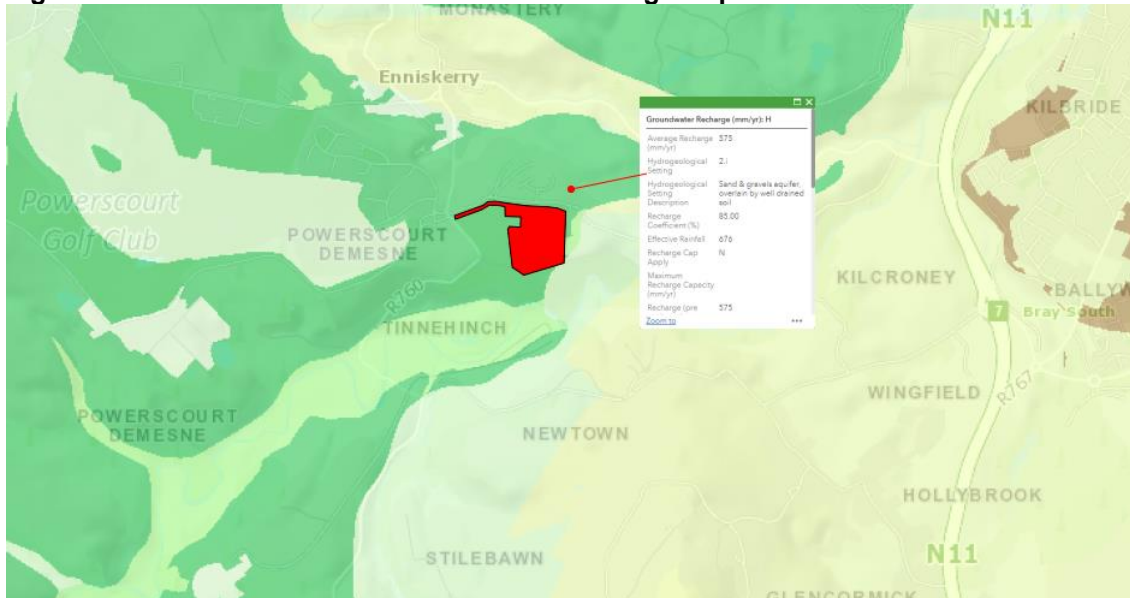 MONASTERY
N11
Enniskerry
KILBRIDE
Groundwater Recharge (mm/yr): H
Average Recharge 575
(mm/yr)
Hydrogeological 2.i
Setting
Hydrogeological Sand & gravels aquifer,
Setting overlain by well drained
Description soil
Recharge 85.00
Coefficient (%)
Effective Rainfall 676
Recharge Cap N
Apply
Maximum
Recharge Capacity
(mm/yr)
Recharge (pre 575
Zoom to
Powerscourt
Golf Club
POWERSCOURT
DEMESNE
R760
KILCRONEY
BALLYW
7 Bray South
TINNEHINCH
R767
WINGFIELD
POWERSCOURT
DEMESNE
NEWTOWN
HOLLYBROOK
N11
STILEBAWN
GLENCORMICK